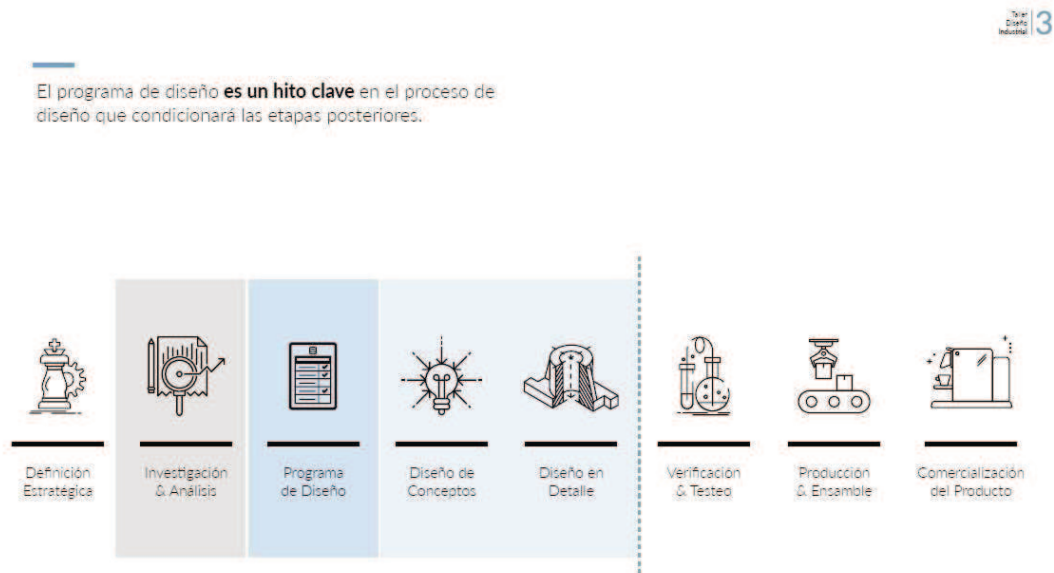 Taller
Diseño
Industrial
3
El programa de diseño es un hito clave en el proceso de
diseño que condicionará las etapas posteriores.
Definición
Estratégica
Investigación
& Análisis
Programa
de Diseño
Diseño de
Conceptos
Diseño en
Detalle
Verificación
& Testeo
Producción
& Ensamble
Comercialización
del Producto